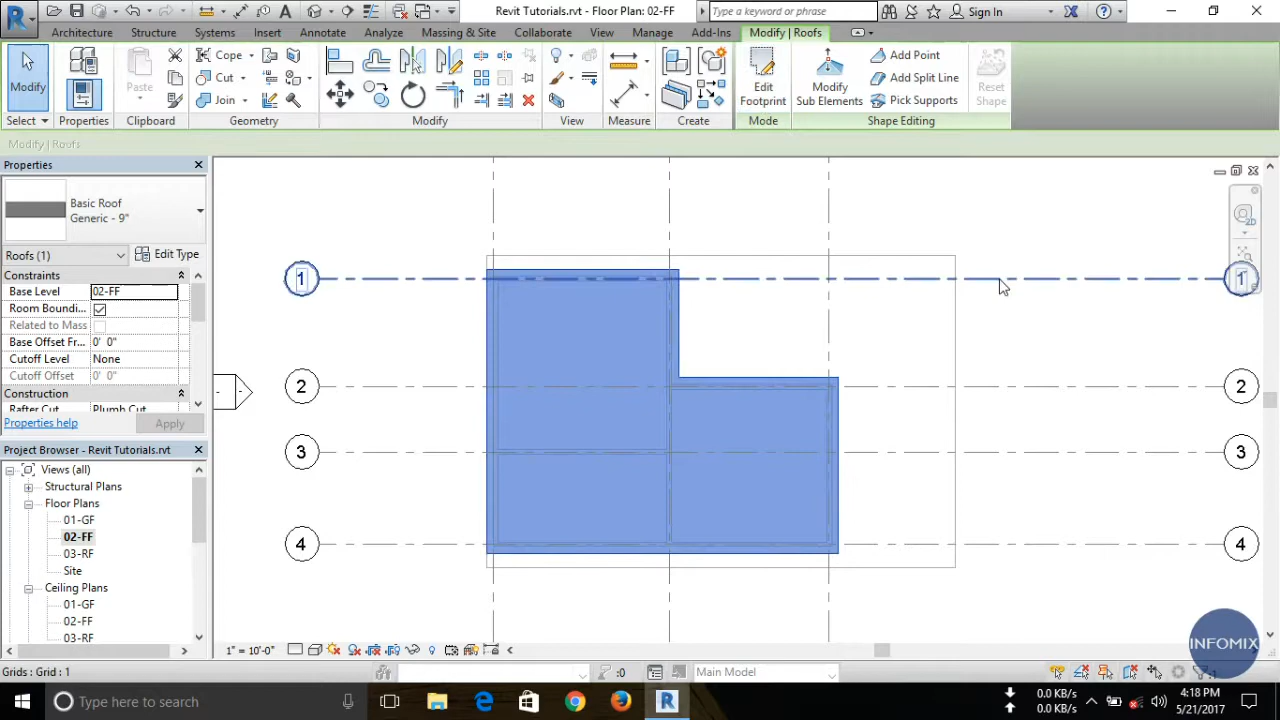 Revit Tutorials.rvt - Floor Plan: 02-FF
Type a keyword or phrase
Sign In
Architecture
Structure
Systems
Insert
Annotate
Analyze
Massing & Site
Collaborate
View
Manage
Add-Ins
Modify | Roofs
Modify
Select
Properties
Paste
Clipboard
Cope
Cut
Join
Geometry
Modify
View
Measure
Create
Edit
Footprint
Mode
Modify
Sub Elements
Add Point
Add Split Line
Pick Supports
Reset
Shape
Shape Editing
Modify | Roofs
Properties
Basic Roof
Generic - 9"
Roofs (1)
Edit Type
Constraints
Base Level 02-FF
Room Boundi...
Related to Mass
Base Offset Fr... 0' 0"
Cutoff Level None
Cutoff Offset 0' 0"
Construction
Rafter Cut Plumb Cut
Properties help
Apply
Project Browser - Revit Tutorials.rvt
Views (all)
Structural Plans
Floor Plans
01-GF
02-FF
03-RF
Site
Ceiling Plans
01-GF
02-FF
03-RF
1 1
2 2
3 3
4 4
2D
INFOMIX
1" = 10'-0"
Grids : Grid : 1
:0
Main Model
:1
Type here to search
0.0 KB/s
0.0 KB/s
4:18 PM
5/21/2017